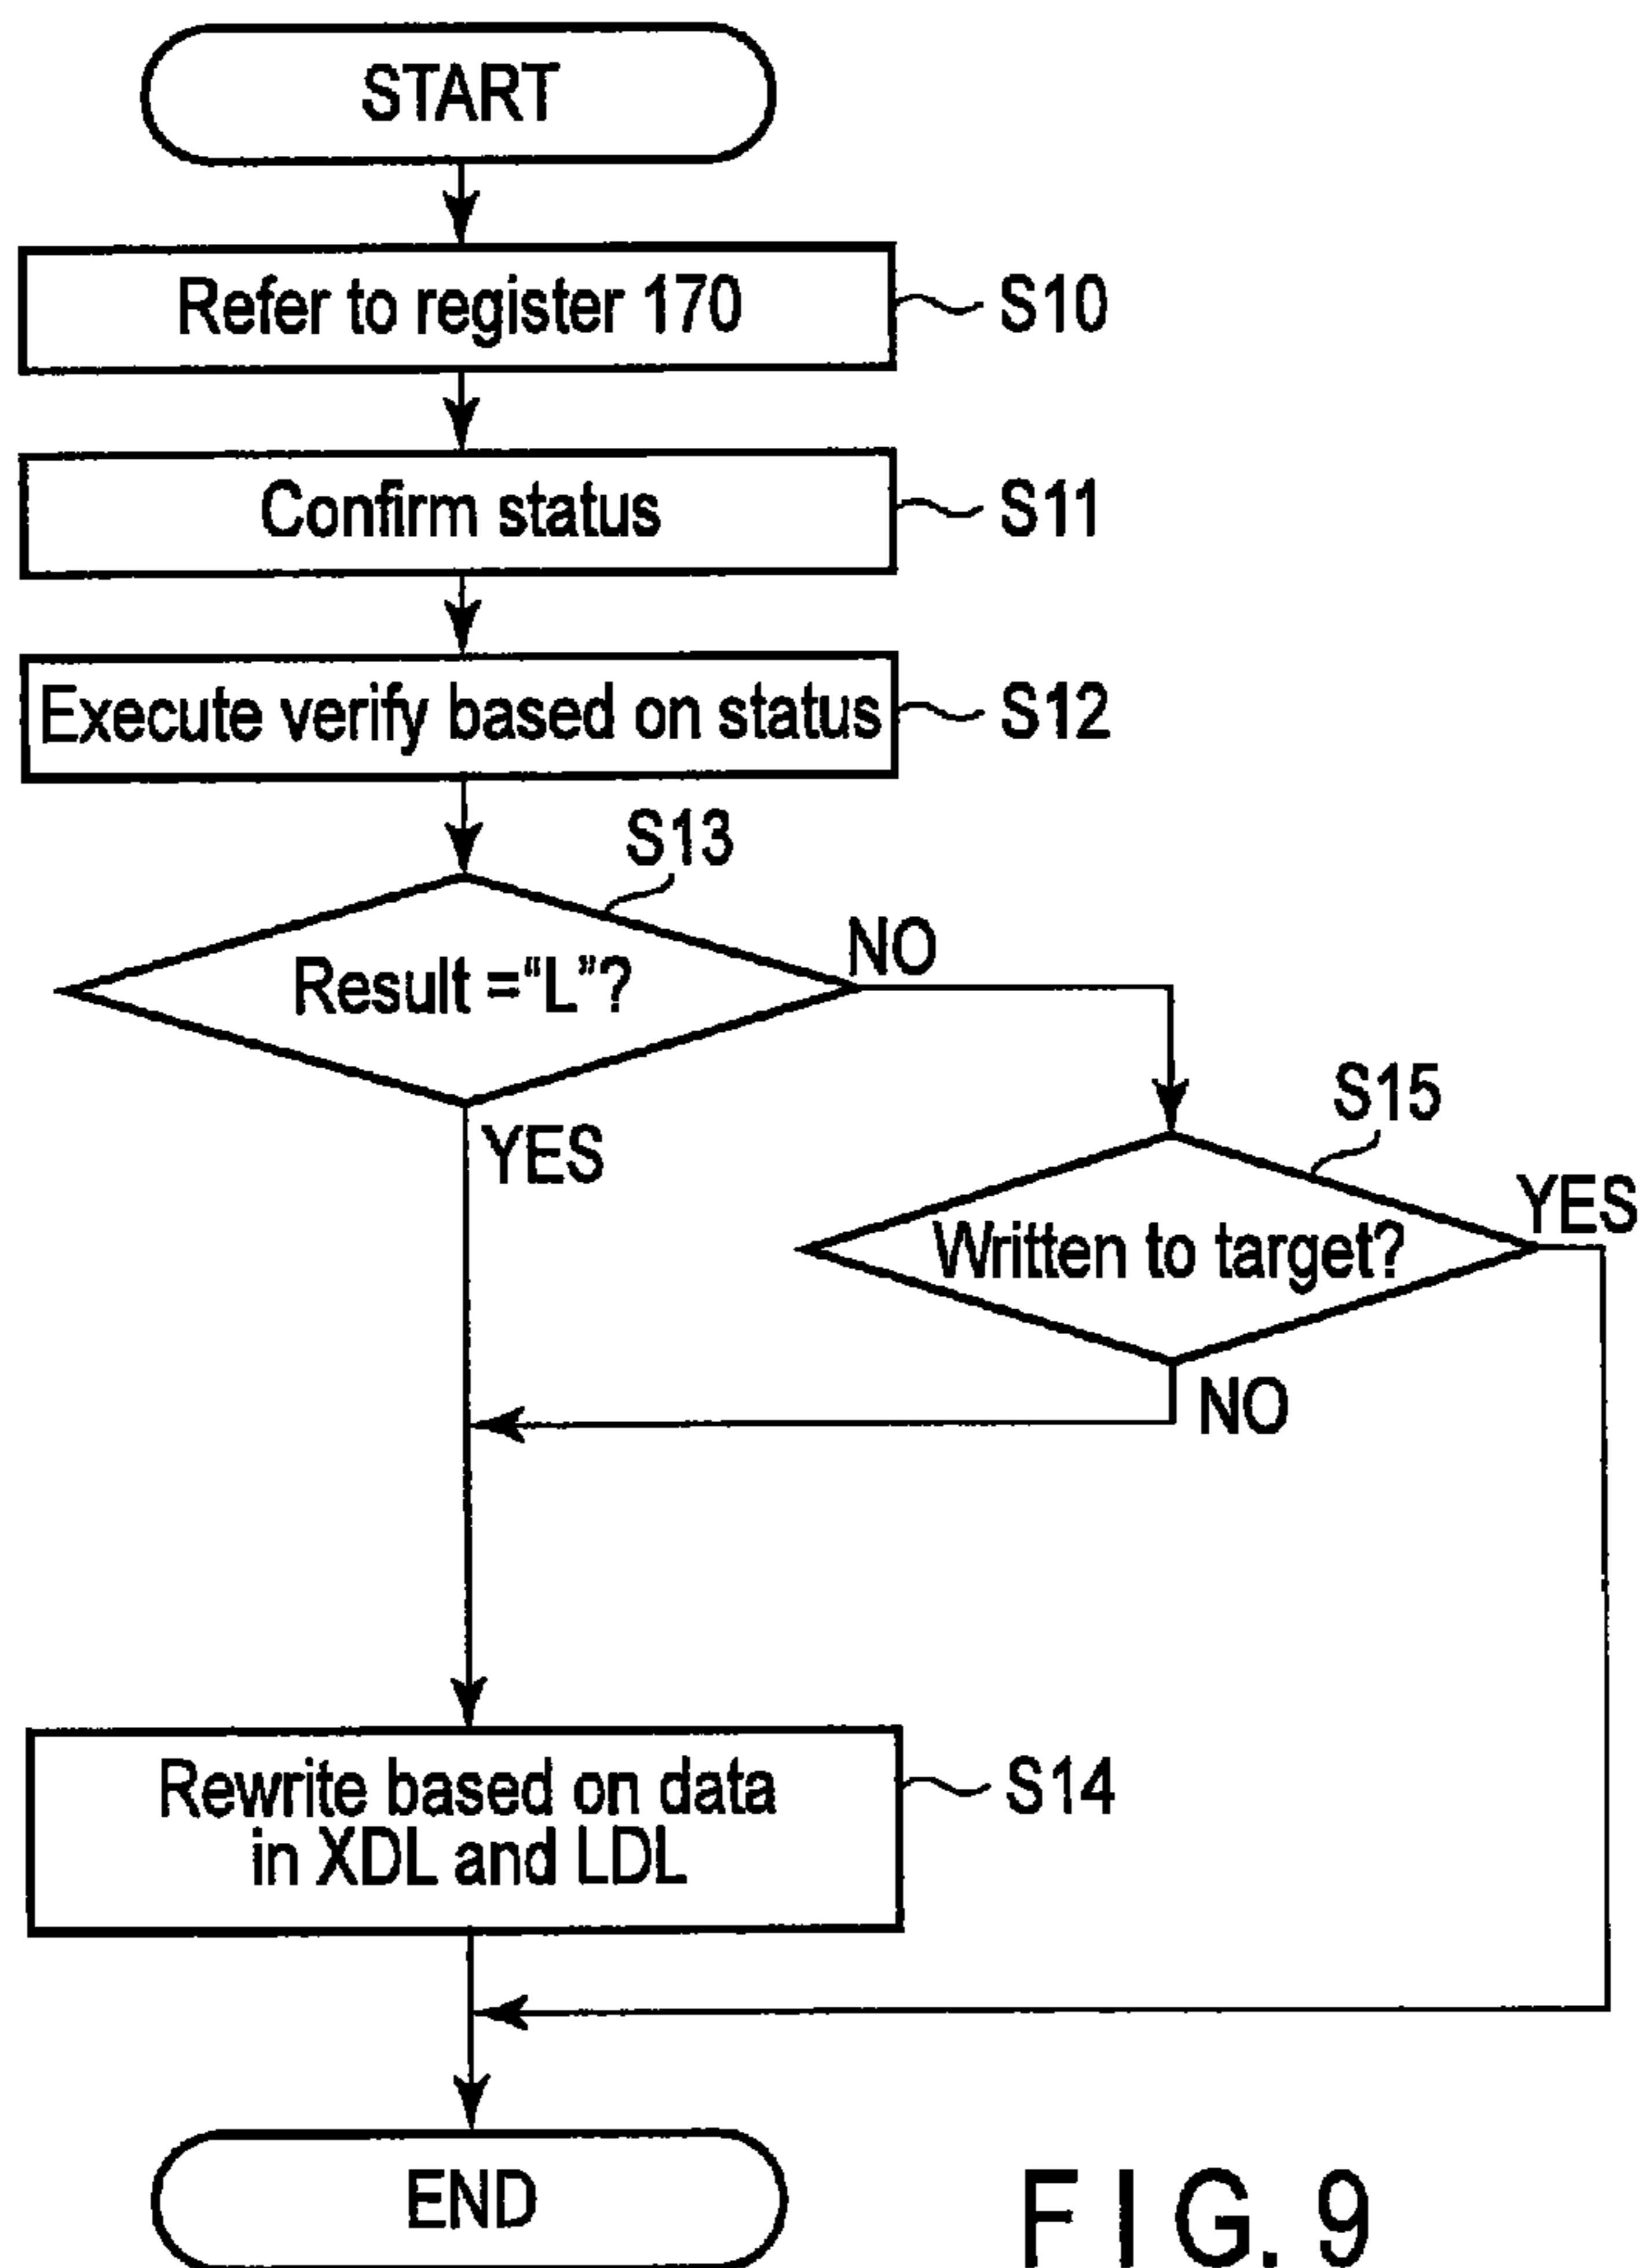 START
Refer to register 170
S10
Confirm status
S11
Execute verify based on status
S12
S13
Result =“L”?
NO
YES
S15
Written to target?
YES
NO
Rewrite based on data
in XDL and LDL
S14
END
FIG. 9